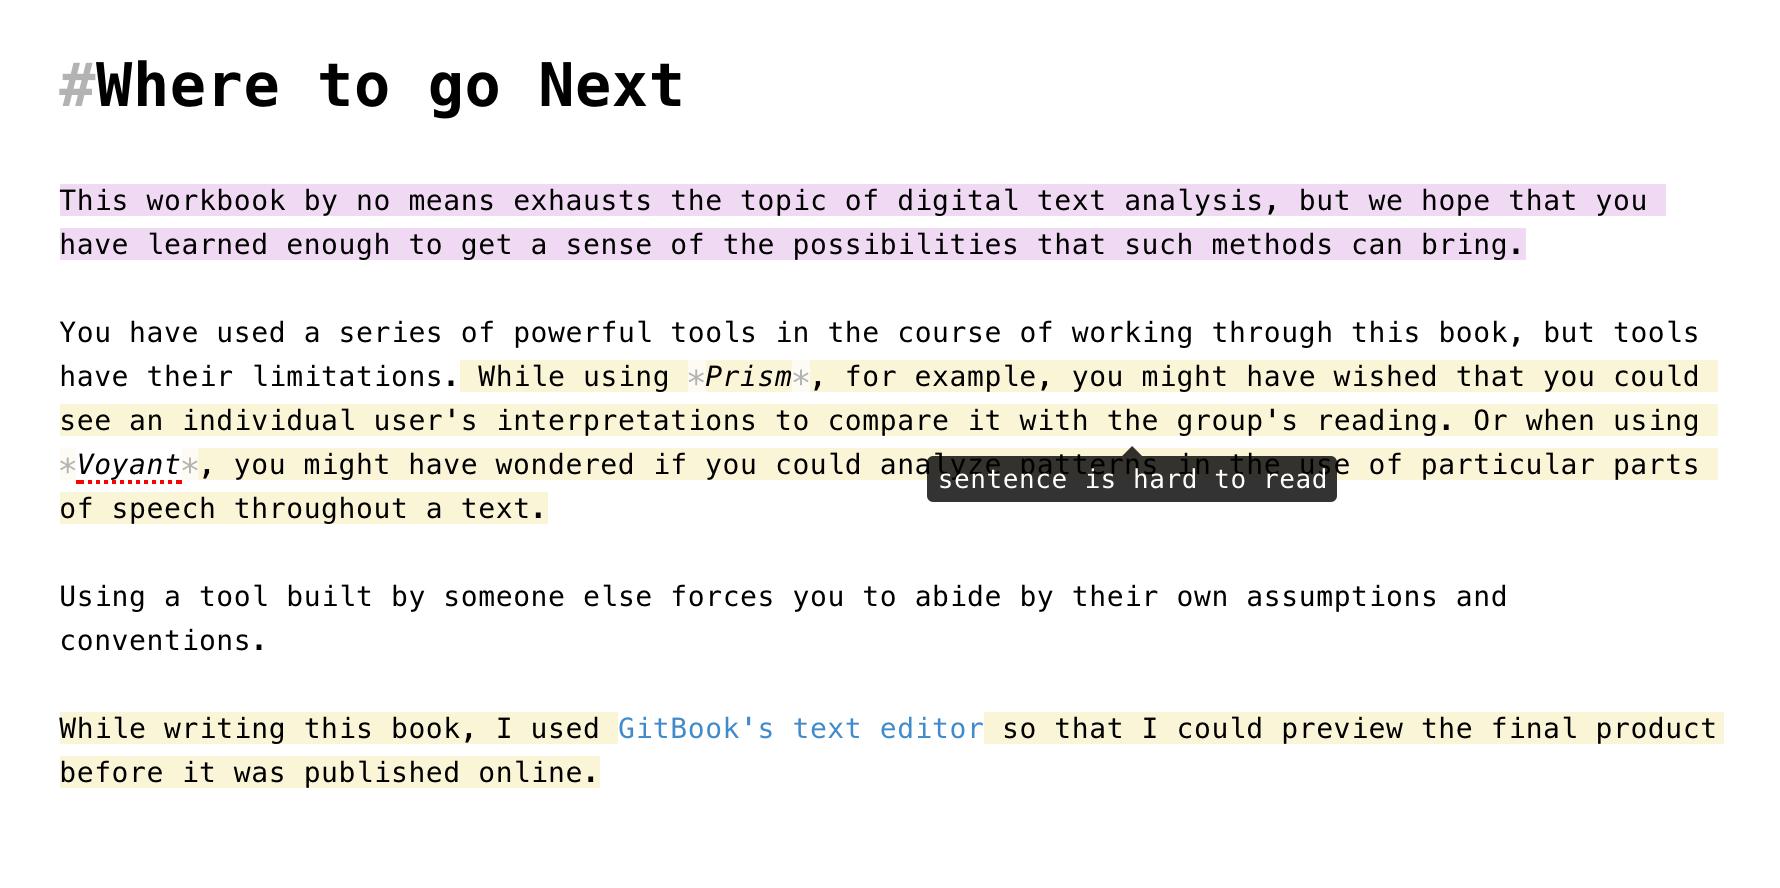 #Where to go Next
This workbook by no means exhausts the topic of digital text analysis, but we hope that you
have learned enough to get a sense of the possibilities that such methods can bring.
You have used a series of powerful tools in the course of working through this book, but tools
have their limitations. While using *Prism*, for example, you might have wished that you could
see an individual user's interpretations to compare it with the group's reading. Or when using
*Voyant*, you might have wondered if you could analyze patterns in the use of particular parts
sentence is hard to read
of speech throughout a text.
Using a tool built by someone else forces you to abide by their own assumptions and
conventions.
While writing this book, I used GitBook's text editor so that I could preview the final product
before it was published online.